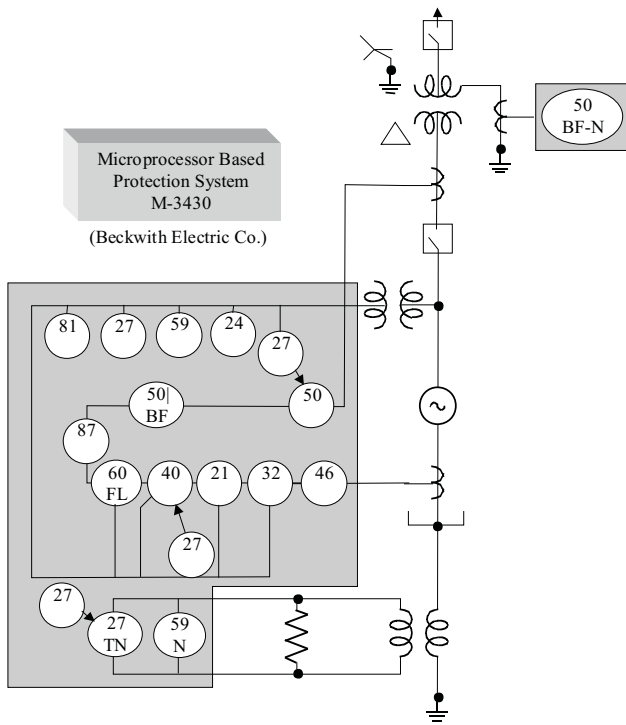 50
BF-N
Microprocessor Based
Protection System
M-3430
(Beckwith Electric Co.)
81
27
59
24
27
50|
BF
50
87
60
FL
40
21
32
46
27
27
27
TN
59
N